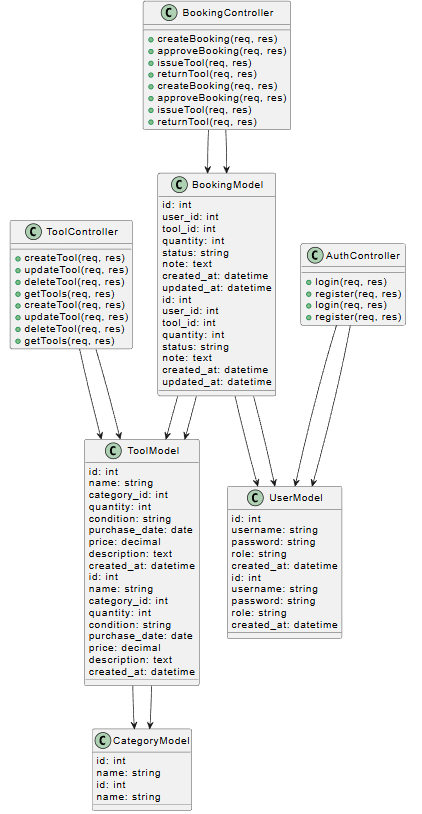 C BookingController
createBooking(req, res)
approveBooking(req, res)
issueTool(req, res)
returnTool(req, res)
createBooking(req, res)
approveBooking(req, res)
issueTool(req, res)
returnTool(req, res)
C BookingModel
id: int
user_id: int
tool_id: int
quantity: int
status: string
note: text
created_at: datetime
updated_at: datetime
id: int
user_id: int
tool_id: int
quantity: int
status: string
note: text
created_at: datetime
updated_at: datetime
C ToolController
createTool(req, res)
updateTool(req, res)
deleteTool(req, res)
getTools(req, res)
createTool(req, res)
updateTool(req, res)
deleteTool(req, res)
getTools(req, res)
C AuthController
login(req, res)
register(req, res)
login(req, res)
register(req, res)
C ToolModel
id: int
name: string
category_id: int
quantity: int
condition: string
purchase_date: date
price: decimal
description: text
created_at: datetime
id: int
name: string
category_id: int
quantity: int
condition: string
purchase_date: date
price: decimal
description: text
created_at: datetime
C UserModel
id: int
username: string
password: string
role: string
created_at: datetime
id: int
username: string
password: string
role: string
created_at: datetime
C CategoryModel
id: int
name: string
id: int
name: string